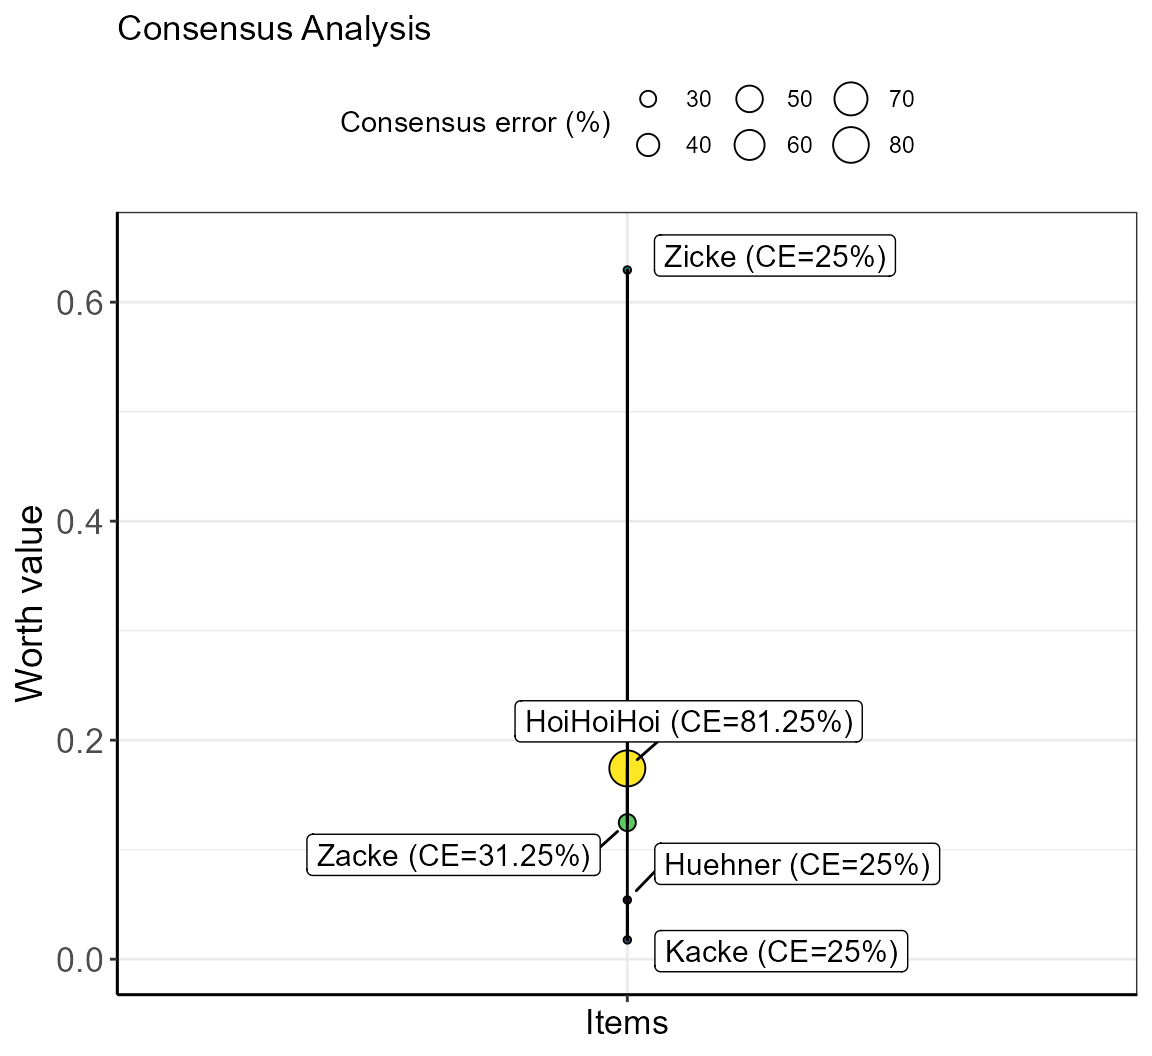 Consensus Analysis
Consensus error (%)
30 50 70
40 60 80
Worth value
0.6
0.4
0.2
0.0
Zicke (CE=25%)
HoiHoiHoi (CE=81.25%)
Zacke (CE=31.25%)
Huehner (CE=25%)
Kacke (CE=25%)
Items